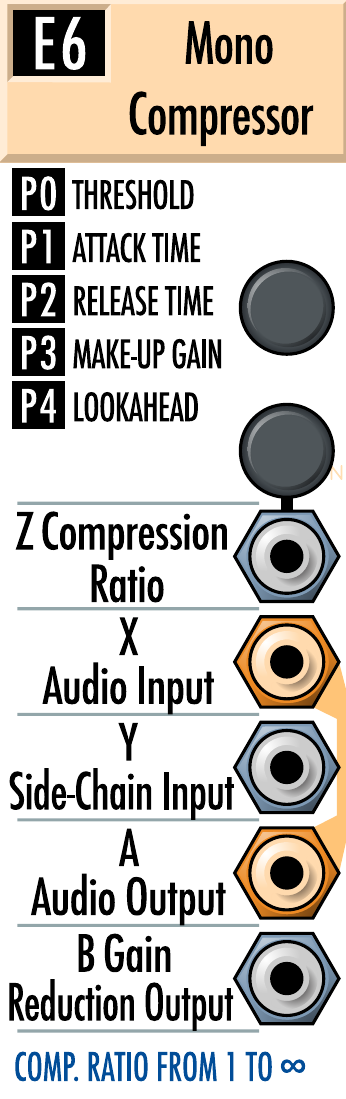 E6
Mono
Compressor
P0 THRESHOLD
P1 ATTACK TIME
P2 RELEASE TIME
P3 MAKE-UP GAIN
P4 LOOKAHEAD
N
Z Compression
Ratio
X
Audio Input
Y
Side-Chain Input
A
Audio Output
B Gain
Reduction Output
COMP. RATIO FROM 1 TO ∞